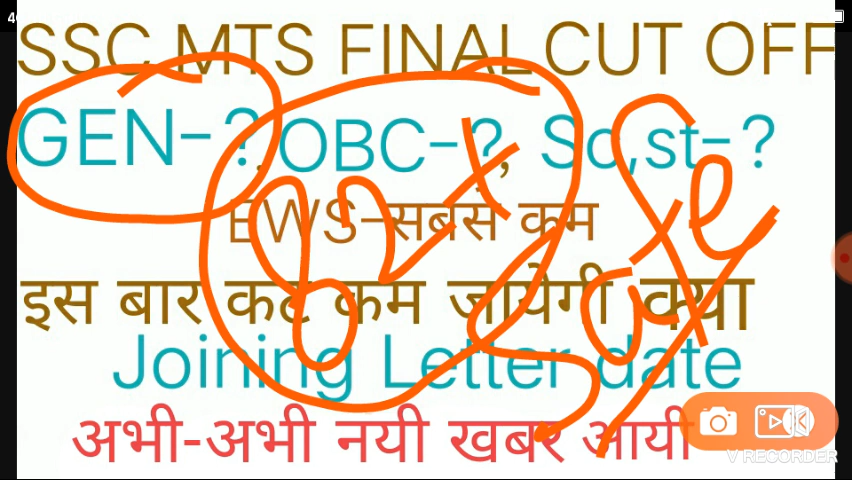 SSC MTS FINAL CUT OFF
GEN-?, OBC-?, Sc,st-?
EWS-सबसे कम
इस बार कट कम जायेगी क्या
Joining Letter date
अभी-अभी नयी खबर आयी
V RECORDER